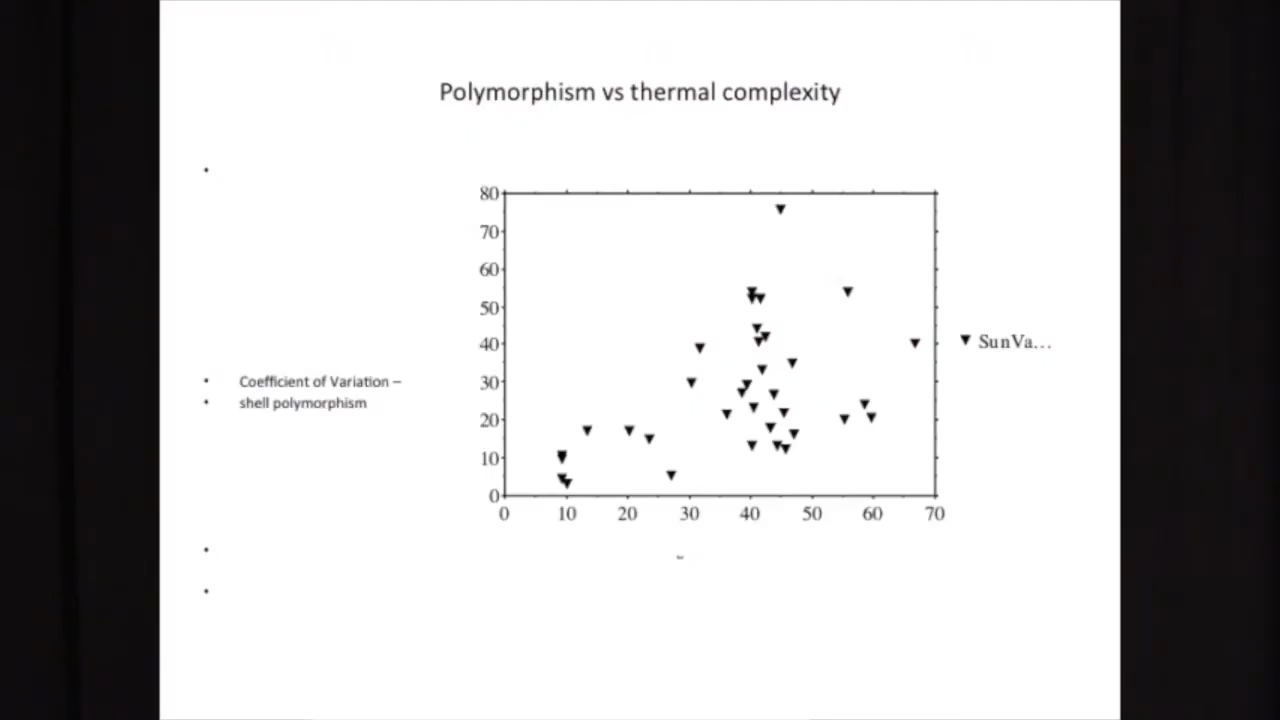 Polymorphism vs thermal complexity
80
70
60
50
40
30
20
10
0
0 10 20 30 40 50 60 70
SunVa...
• Coefficient of Variation –
• shell polymorphism